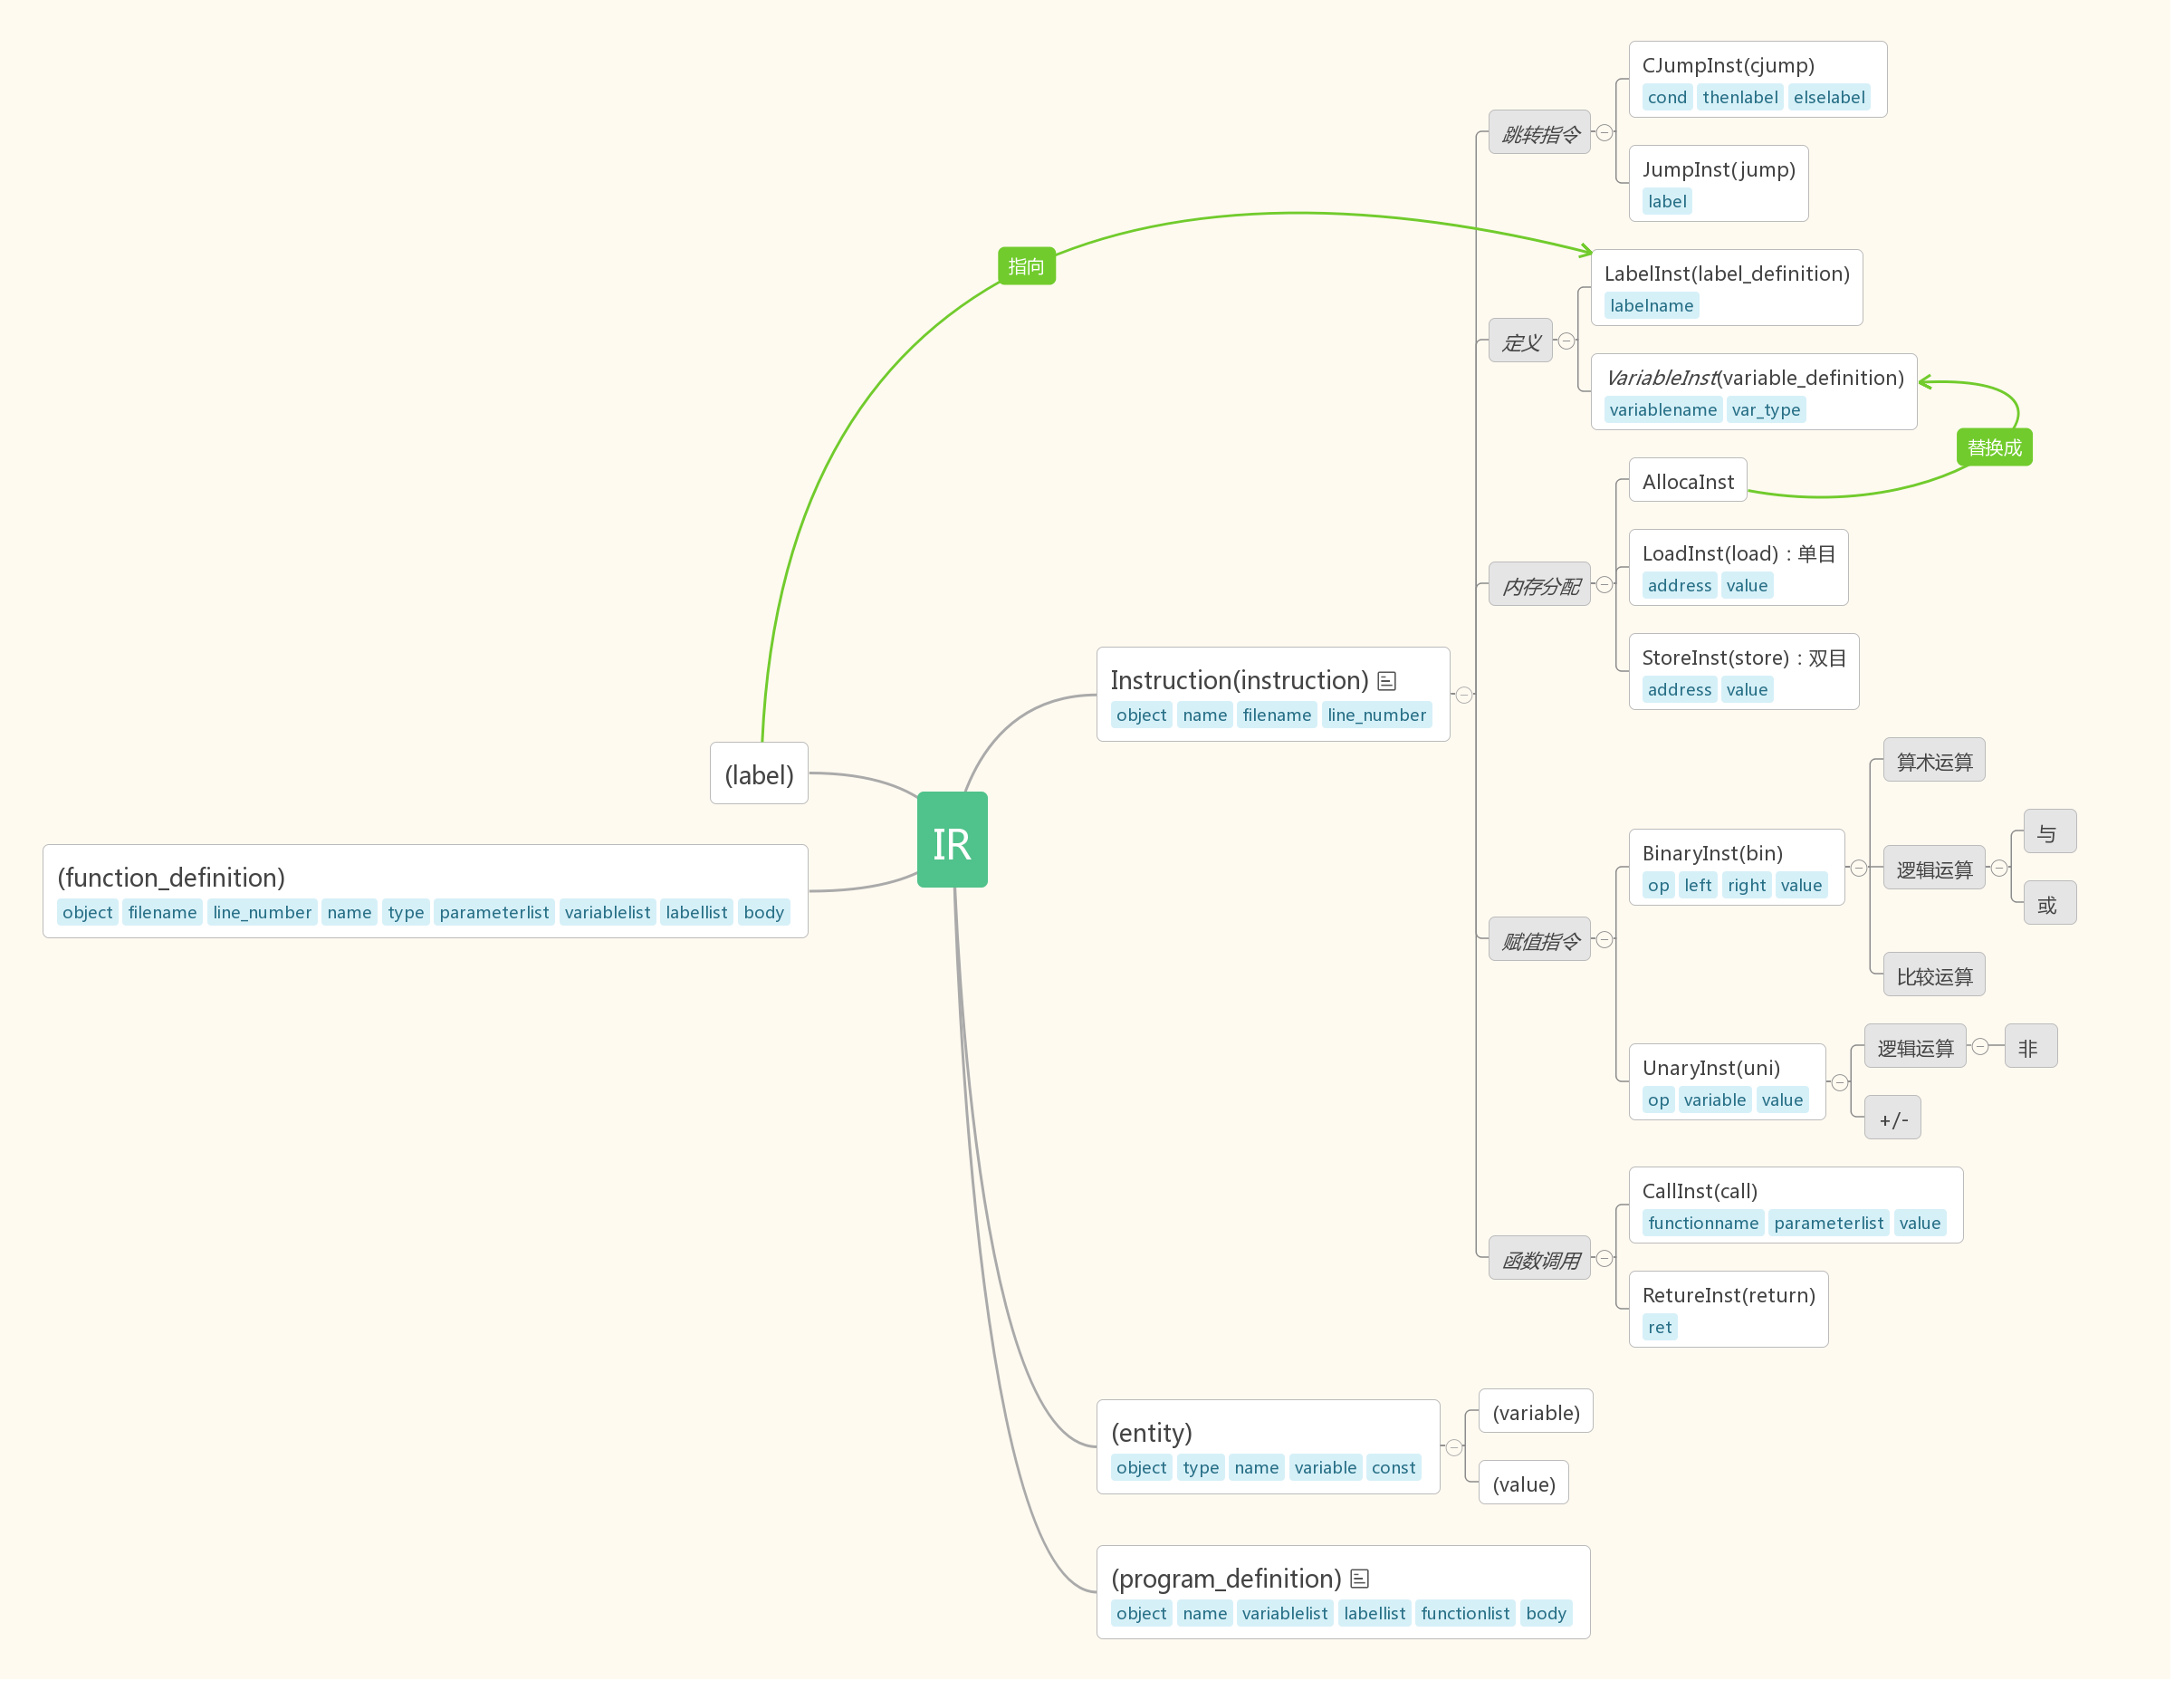 CJumpInst(cjump)
cond thenlabel elselabel
跳转指令
JumpInst(jump)
label
指向
LabelInst(label_definition)
labelname
定义
VariableInst(variable_definition)
variablename var_type
替换成
AllocaInst
LoadInst(load)：单目
address value
内存分配
StoreInst(store)：双目
address value
Instruction(instruction)
object name filename line_number
算术运算
(label)
与
IR
BinaryInst(bin)
op left right value
逻辑运算
或
(function_definition)
object filename line_number name type parameterlist variablelist labellist body
赋值指令
比较运算
逻辑运算
非
UnaryInst(uni)
op variable value
+/-
CallInst(call)
functionname parameterlist value
函数调用
RetureInst(return)
ret
(variable)
(entity)
object type name variable const
(value)
(program_definition)
object name variablelist labellist functionlist body